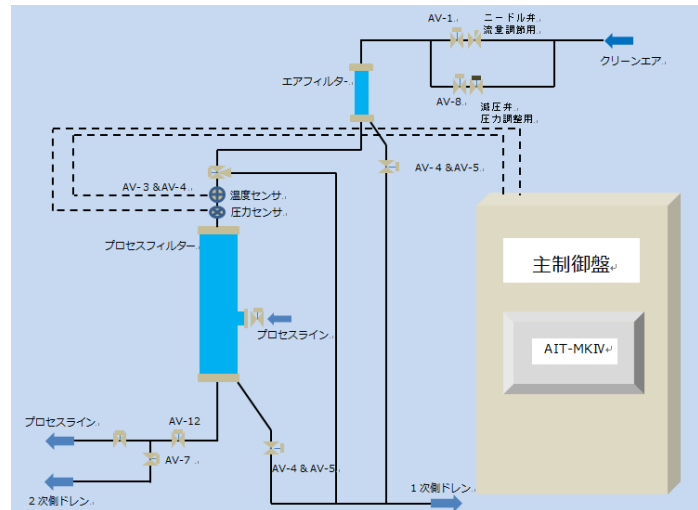 AV-1
ニードル弁
流量調節用
クリーンエア
エアフィルター
AV-8
減圧弁
圧力調整用
AV-4 &AV-5
AV-3 &AV-4
温度センサ
圧力センサ
プロセスフィルター
主制御盤
プロセスライン
AIT-MKⅣ
プロセスライン
AV-12
AV-7
AV-4 &AV-5
2次側ドレン
1次側ドレン